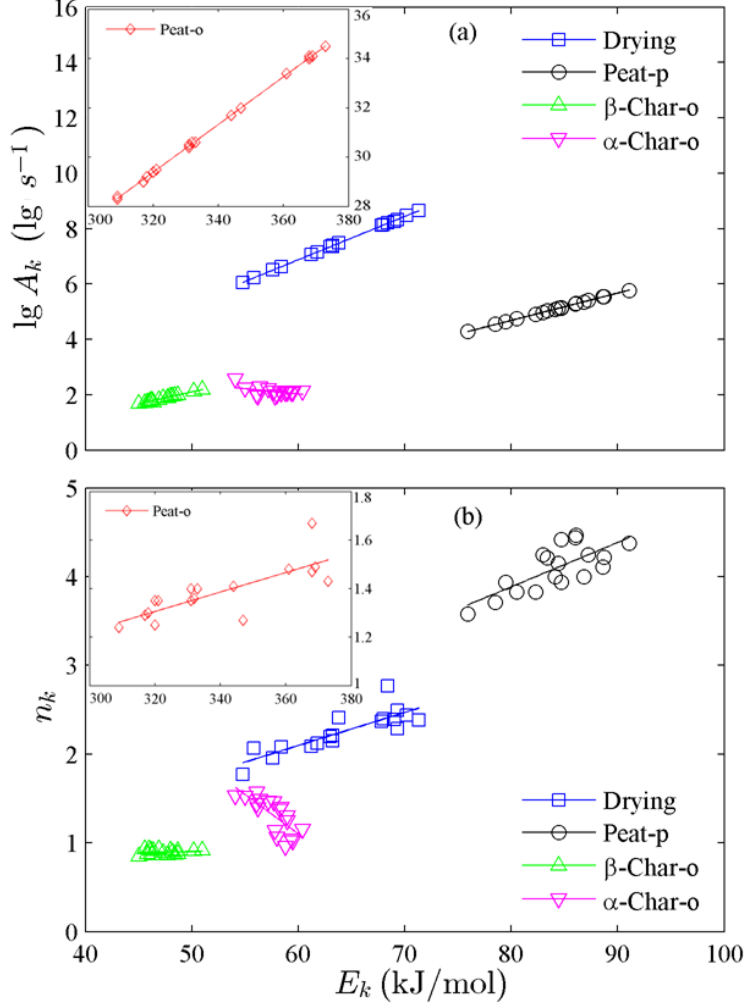 16
14
12
10
8
6
4
2
0
lg A_k (lg s^{-1})
Peat-o
36
34
32
30
28
300 320 340 360 380
(a)
Drying
Peat-p
β-Char-o
α-Char-o
5
4
3
2
1
0
n_k
Peat-o
1.8
1.6
1.4
1.2
1
300 320 340 360 380
(b)
Drying
Peat-p
β-Char-o
α-Char-o
40 50 60 70 80 90 100
E_k (kJ/mol)